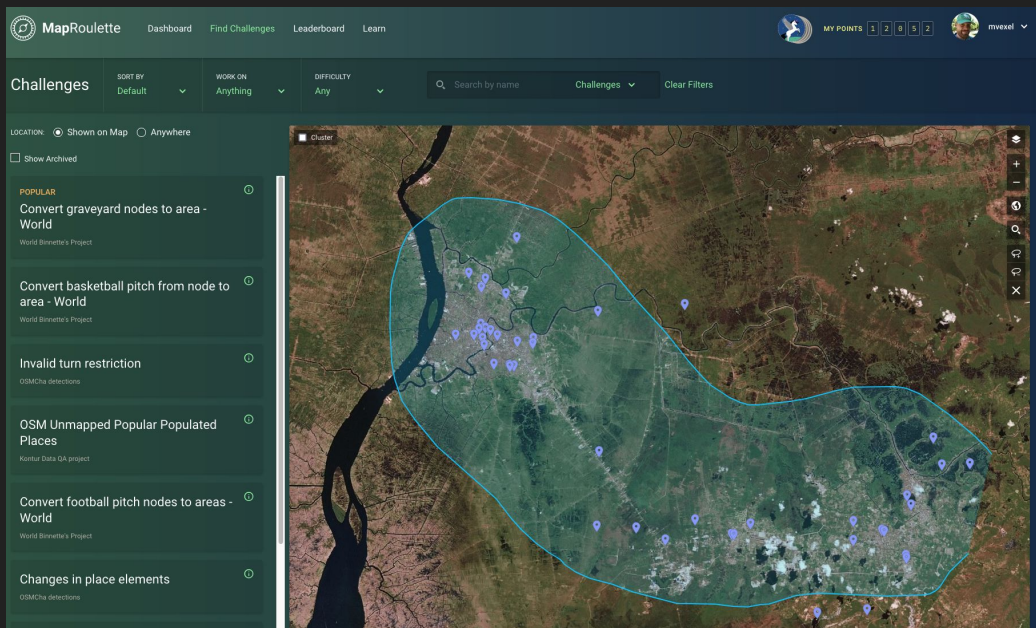 MapRoulette
Dashboard
Find Challenges
Leaderboard
Learn
MY POINTS 1 2 0 5 2
mvexel
Challenges
SORT BY
Default
WORK ON
Anything
DIFFICULTY
Any
Search by name
Challenges
Clear Filters
LOCATION: Shown on Map Anywhere
Show Archived
Cluster
POPULAR
Convert graveyard nodes to area -
World
World Binnette's Project
Convert basketball pitch from node to
area - World
World Binnette's Project
Invalid turn restriction
OSMCha detections
OSM Unmapped Popular Populated
Places
Kontur Data QA project
Convert football pitch nodes to areas -
World
World Binnette's Project
Changes in place elements
OSMCha detections